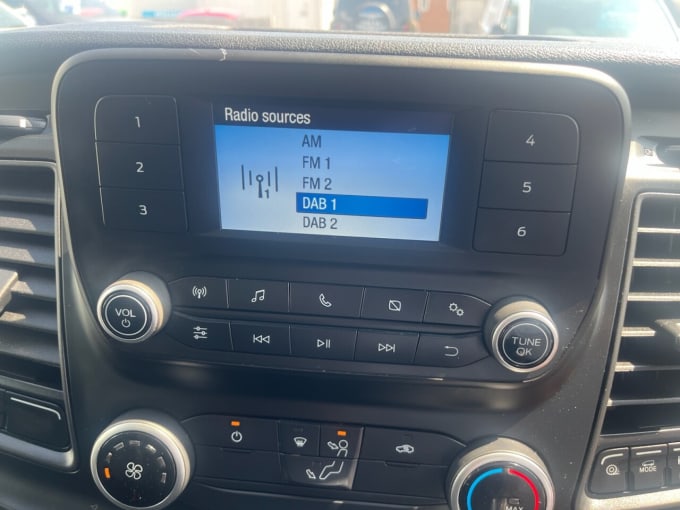 Radio sources
AM
FM 1
FM 2
DAB 1
DAB 2
1
2
3
4
5
6
VOL
TUNE
OK
MAX
MODE